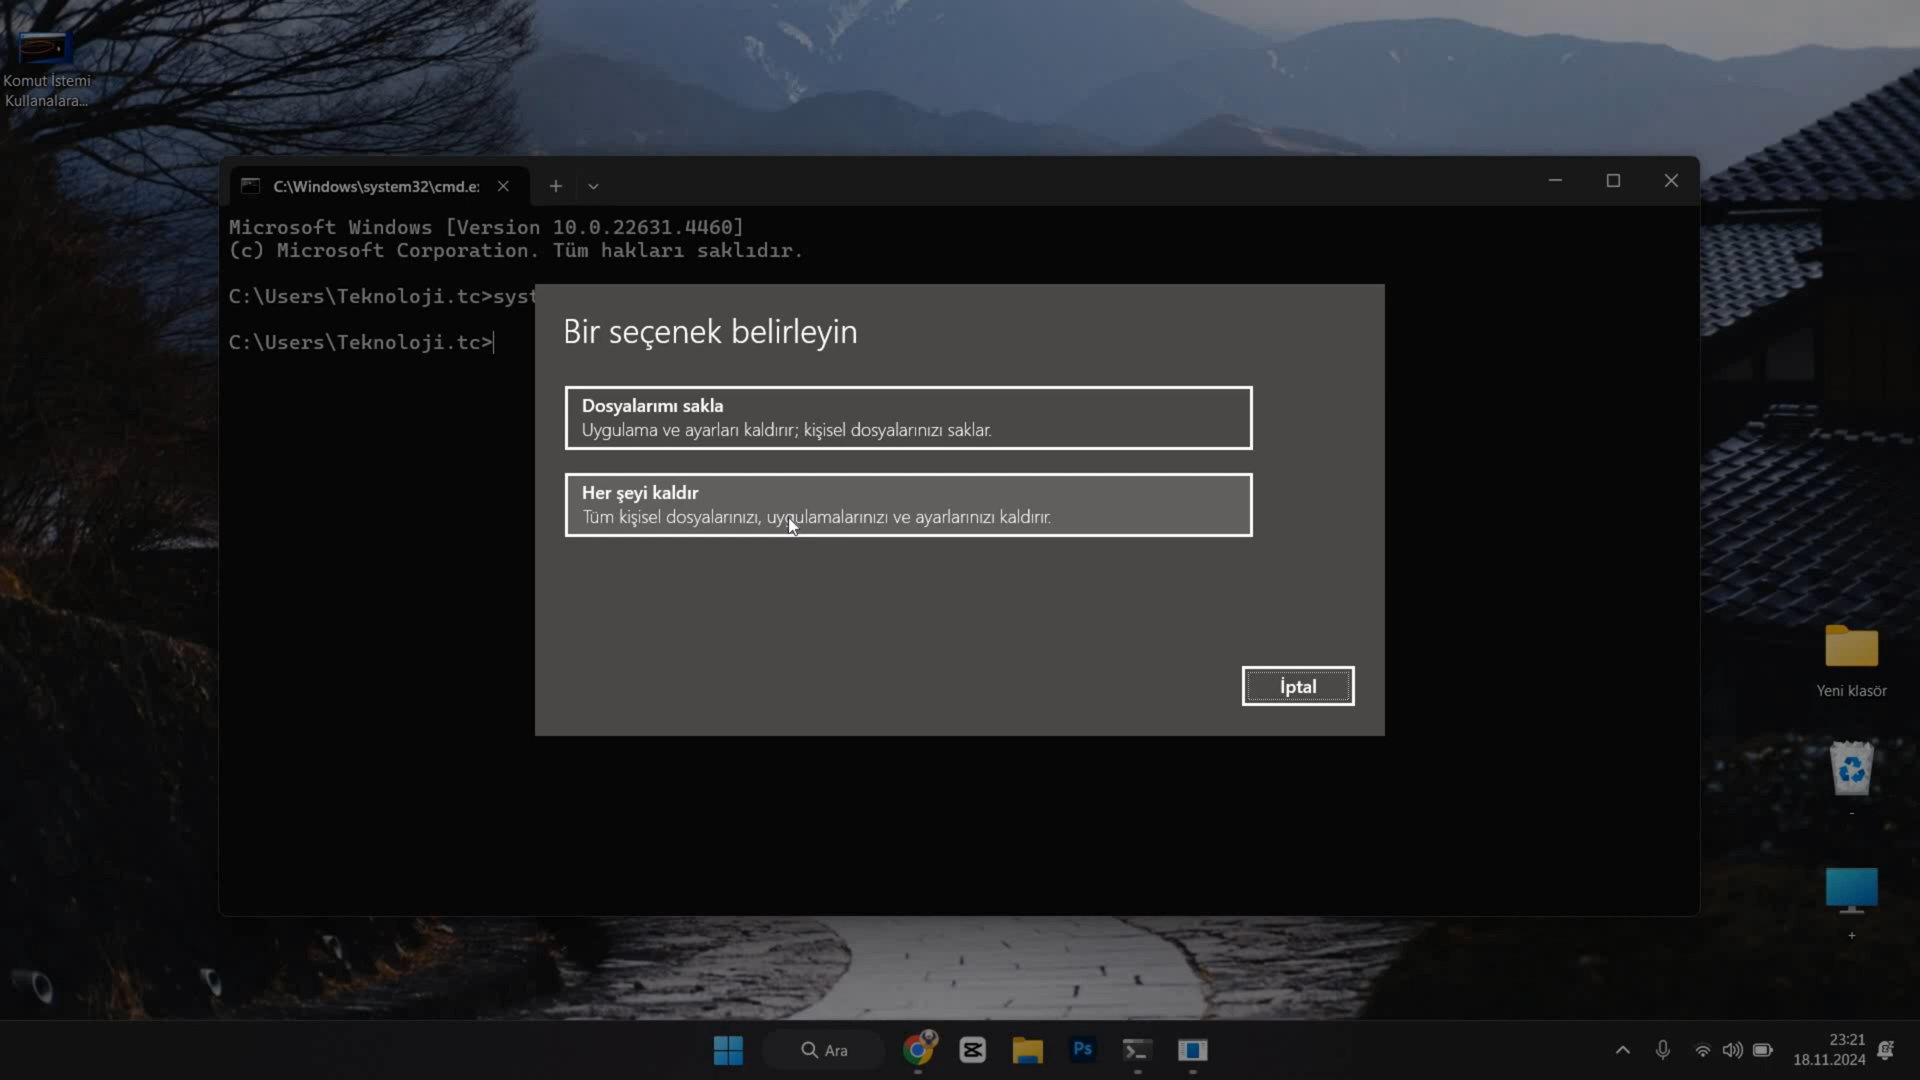 Komut İstemi
Kullanalara...
C:\Windows\system32\cmd.e:
Microsoft Windows [Version 10.0.22631.4460]
(c) Microsoft Corporation. Tüm hakları saklıdır.
C:\Users\Teknoloji.tc>syst
C:\Users\Teknoloji.tc>
Bir seçenek belirleyin
Dosyalarımı sakla
Uygulama ve ayarları kaldırır; kişisel dosyalarınızı saklar.
Her şeyi kaldır
Tüm kişisel dosyalarınızı, uygulamalarınızı ve ayarlarınızı kaldırır.
İptal
Yeni klasör
-
+
Ara
Ps
23:21
18.11.2024